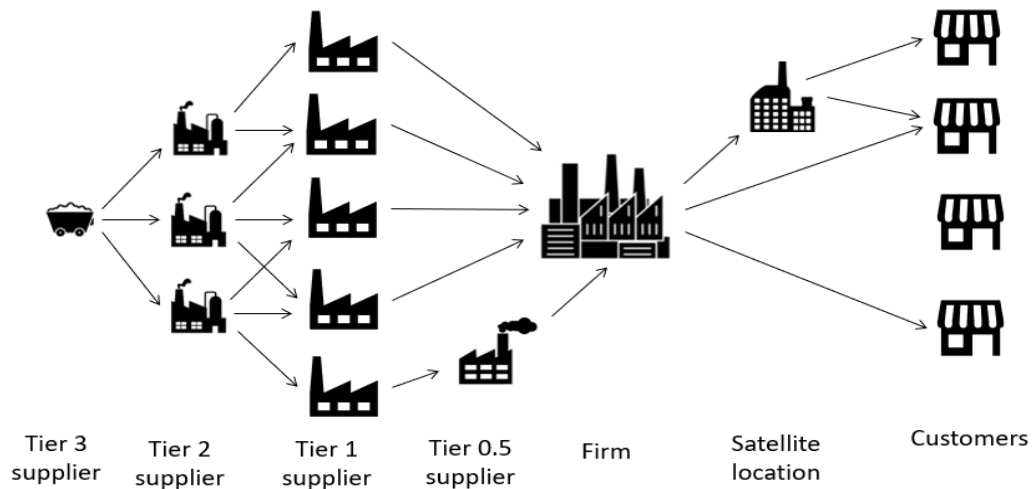 Tier 3
supplier
Tier 2
supplier
Tier 1
supplier
Tier 0.5
supplier
Firm
Satellite
location
Customers